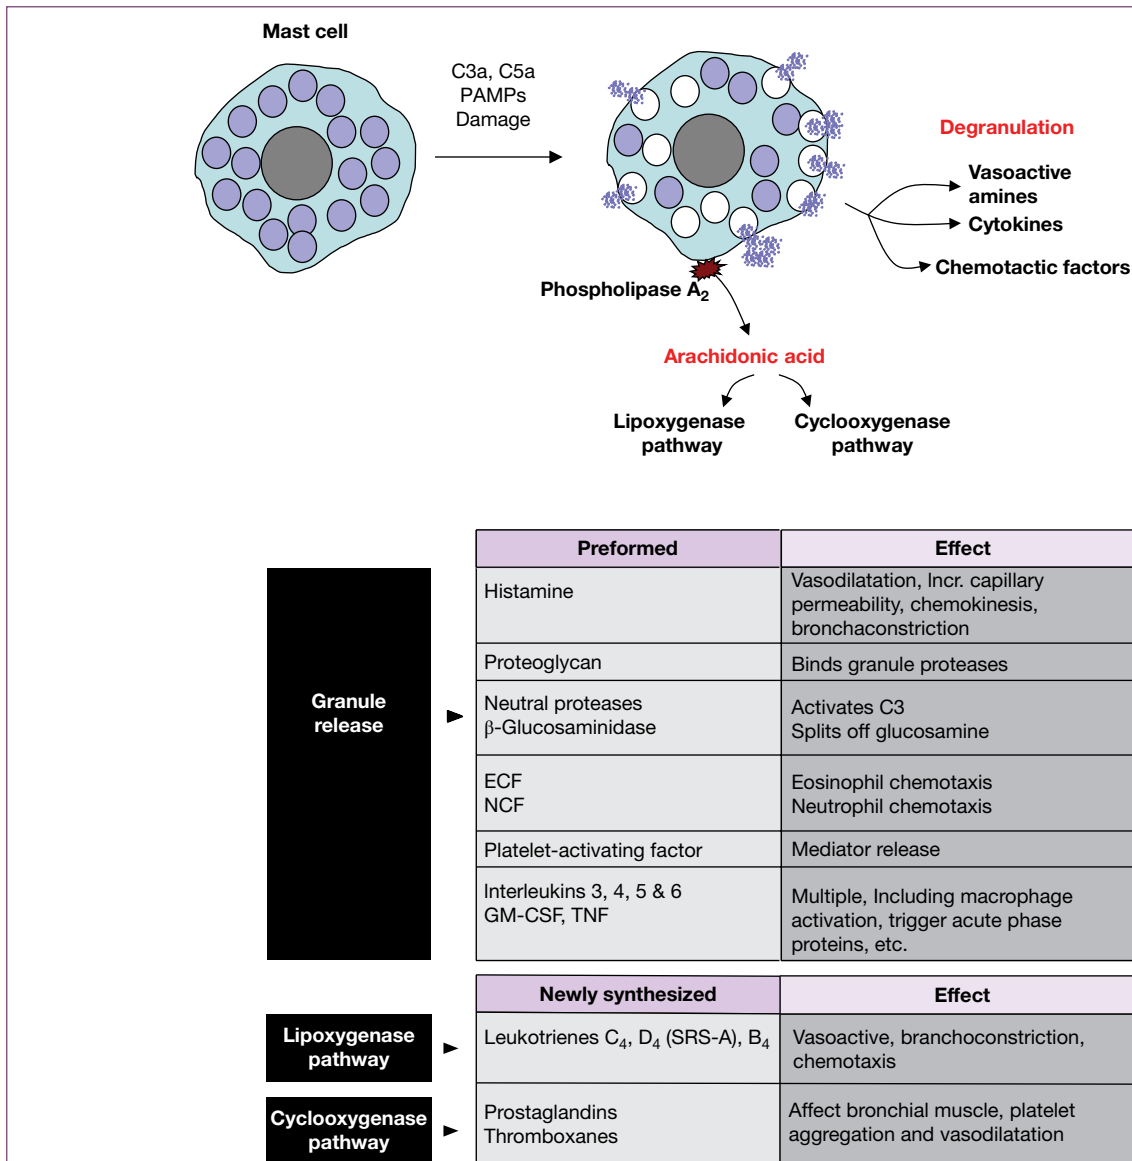 Mast cell
C3a, C5a
PAMPs
Damage
Degranulation
Vasoactive
amines
Cytokines
Chemotactic factors
Phospholipase A₂
Arachidonic acid
Lipoxygenase
pathway
Cyclooxygenase
pathway
Preformed
Effect
Granule
release
Histamine
Vasodilatation, Incr. capillary
permeability, chemokinesis,
bronchaconstriction
Proteoglycan
Binds granule proteases
Neutral proteases
β-Glucosaminidase
Activates C3
Splits off glucosamine
ECF
NCF
Eosinophil chemotaxis
Neutrophil chemotaxis
Platelet-activating factor
Mediator release
Interleukins 3, 4, 5 & 6
GM-CSF, TNF
Multiple, Including macrophage
activation, trigger acute phase
proteins, etc.
Newly synthesized
Effect
Lipoxygenase
pathway
Leukotrienes C₄, D₄ (SRS-A), B₄
Vasoactive, branchoconstriction,
chemotaxis
Cyclooxygenase
pathway
Prostaglandins
Thromboxanes
Affect bronchial muscle, platelet
aggregation and vasodilatation